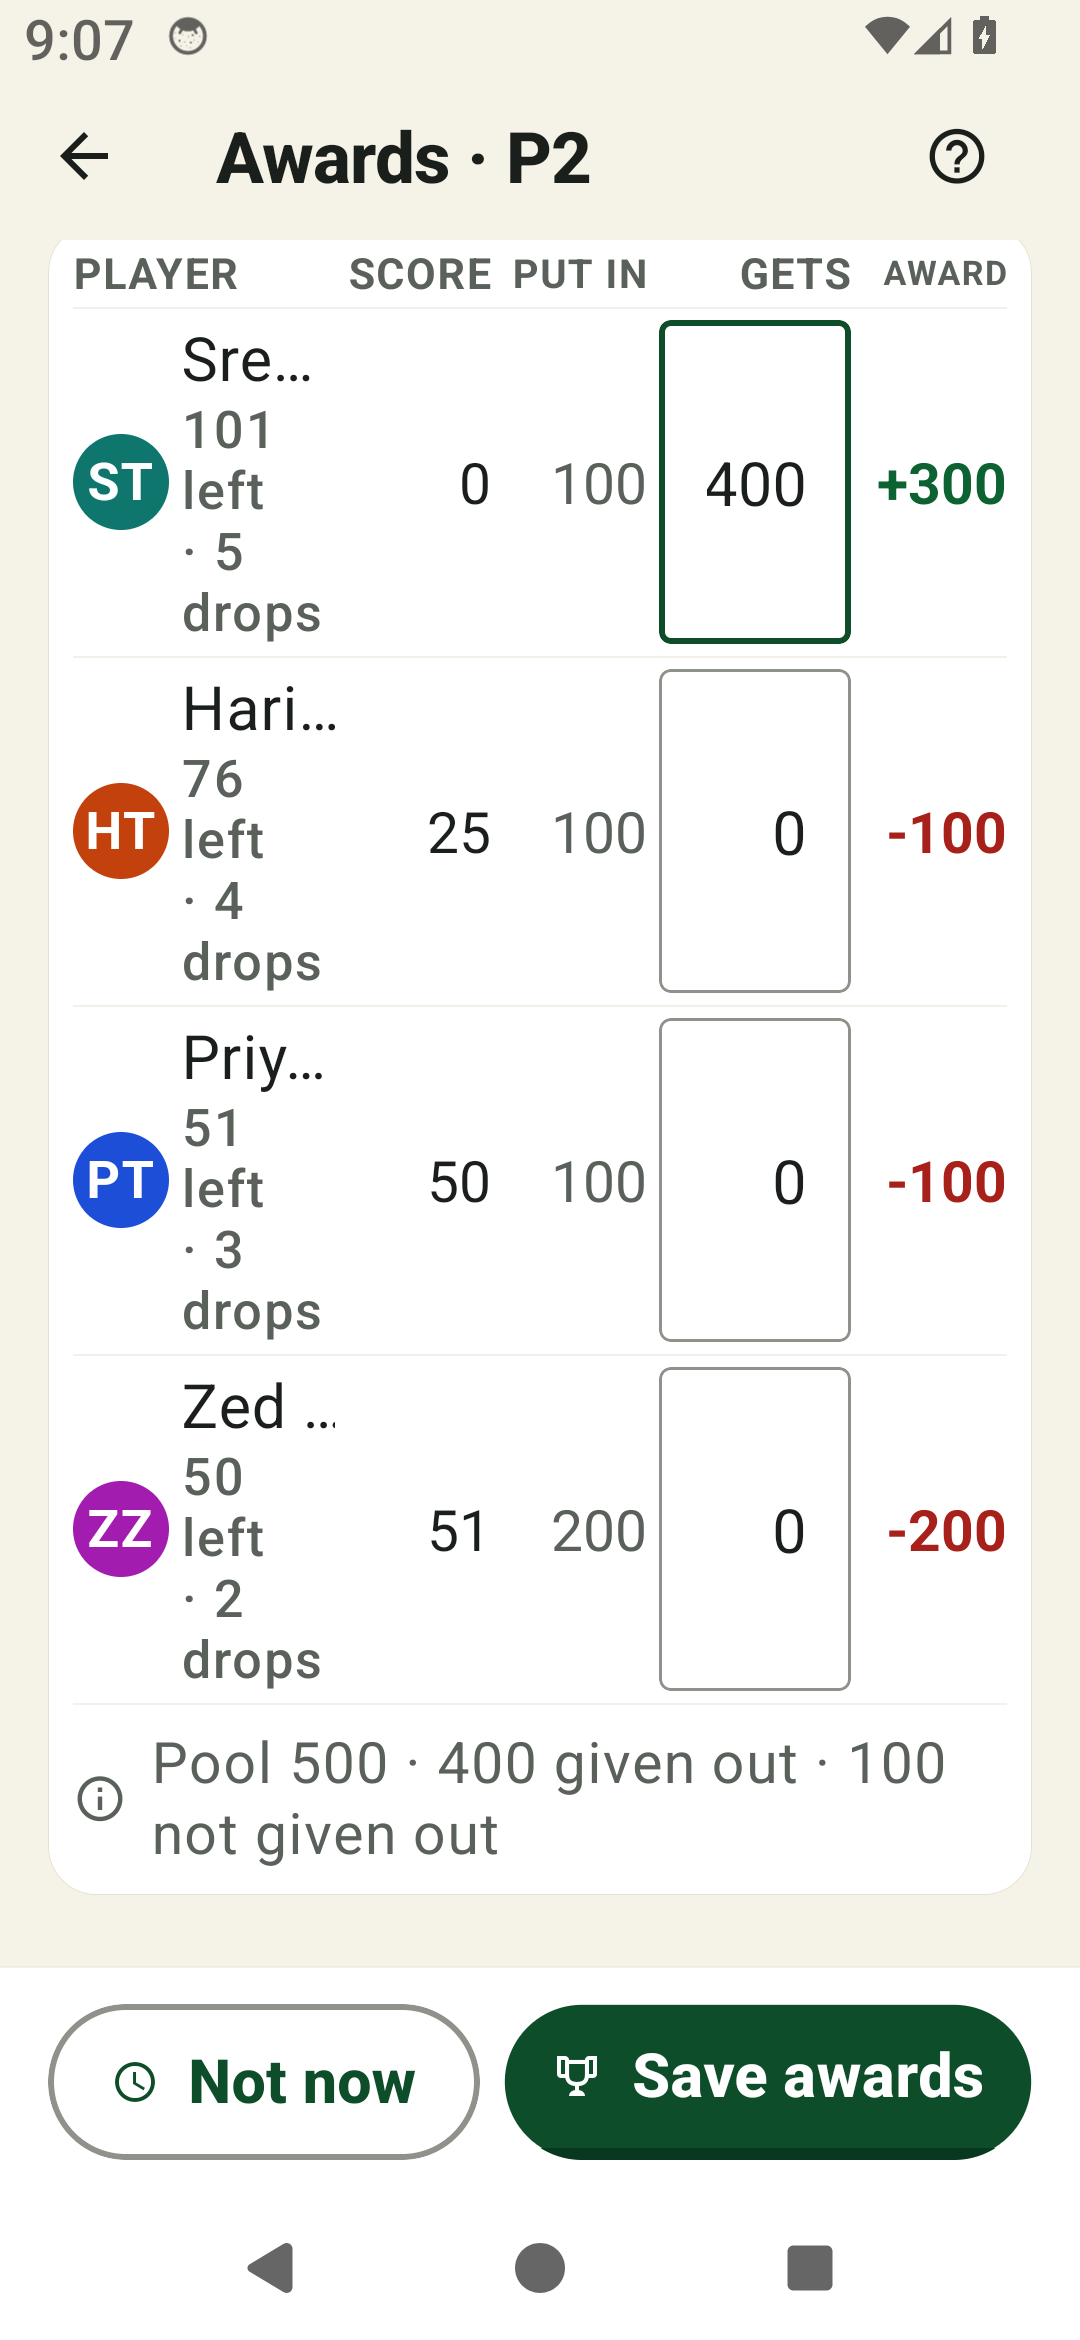 9:07
Awards · P2
PLAYER SCORE PUT IN GETS AWARD
Sre…
101
left
· 5
drops
ST 0 100 400 +300
Hari…
76
left
· 4
drops
HT 25 100 0 -100
Priy…
51
left
· 3
drops
PT 50 100 0 -100
Zed …
50
left
· 2
drops
ZZ 51 200 0 -200
Pool 500 · 400 given out · 100
not given out
Not now
Save awards